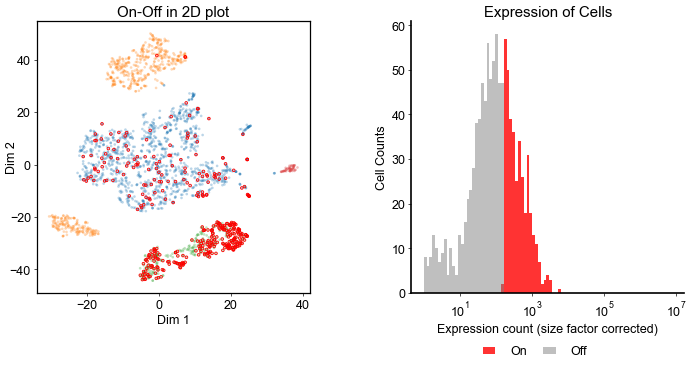 On-Off in 2D plot
Dim 2
40
20
0
−20
−40
−20
0
20
40
Dim 1
Expression of Cells
Cell Counts
60
50
40
30
20
10
0
10^1
10^3
10^5
10^7
Expression count (size factor corrected)
On
Off